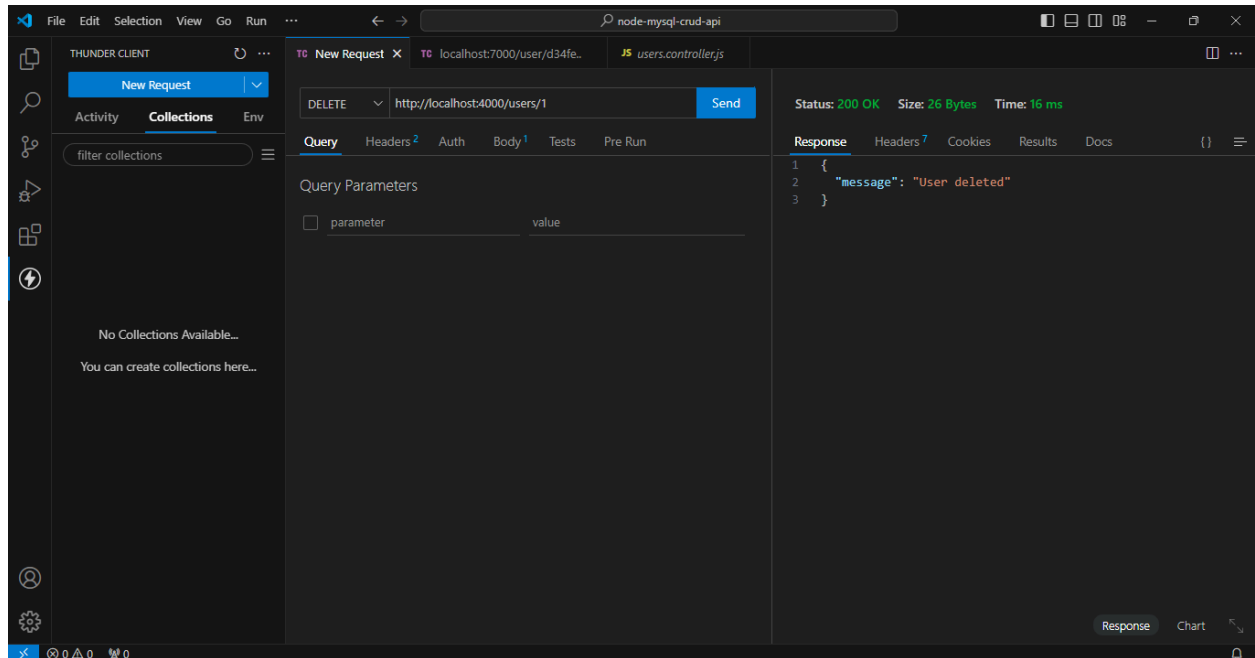 File Edit Selection View Go Run ... node-mysql-crud-api
THUNDER CLIENT
New Request
Activity Collections Env
filter collections
No Collections Available...
You can create collections here...
TC New Request TC localhost:7000/user/d34fe.. JS users.controller.js
DELETE http://localhost:4000/users/1 Send
Query Headers 2 Auth Body 1 Tests Pre Run
Query Parameters
parameter value
Status: 200 OK Size: 26 Bytes Time: 16 ms
Response Headers 7 Cookies Results Docs {}
1 {
2 "message": "User deleted"
3 }
Response Chart
0 0 0